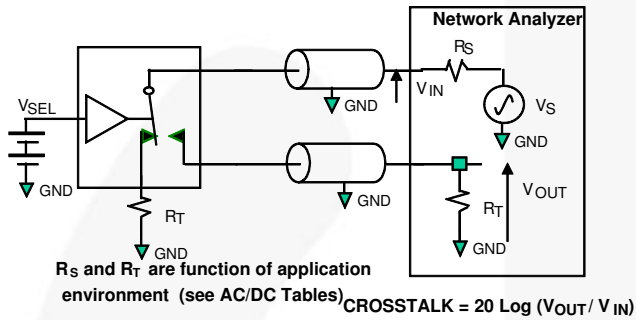 Network Analyzer
RS
VIN
GND
VS
GND
VSEL
GND
RT
GND
GND
RT
VOUT
GND
RS and RT are function of application
environment (see AC/DC Tables)
CROSSTALK = 20 Log (VOUT/ V IN)